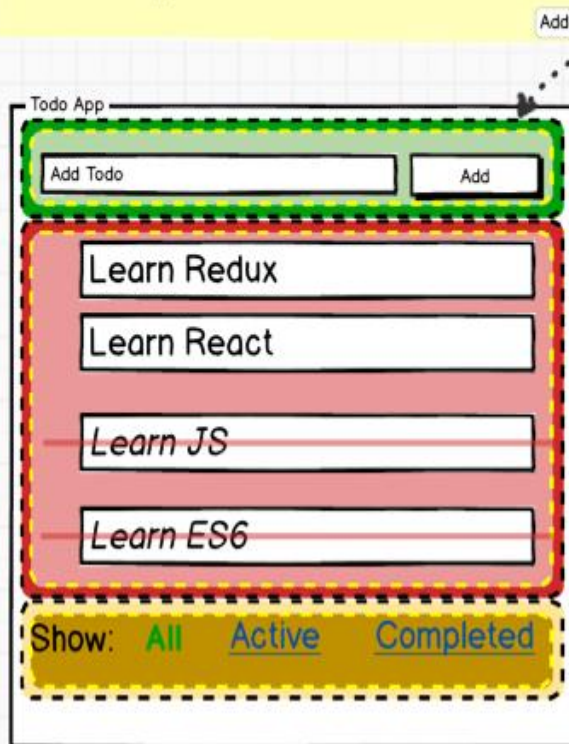 Add
Todo App
Add Todo Add
Learn Redux
Learn React
Learn JS
Learn ES6
Show: All Active Completed